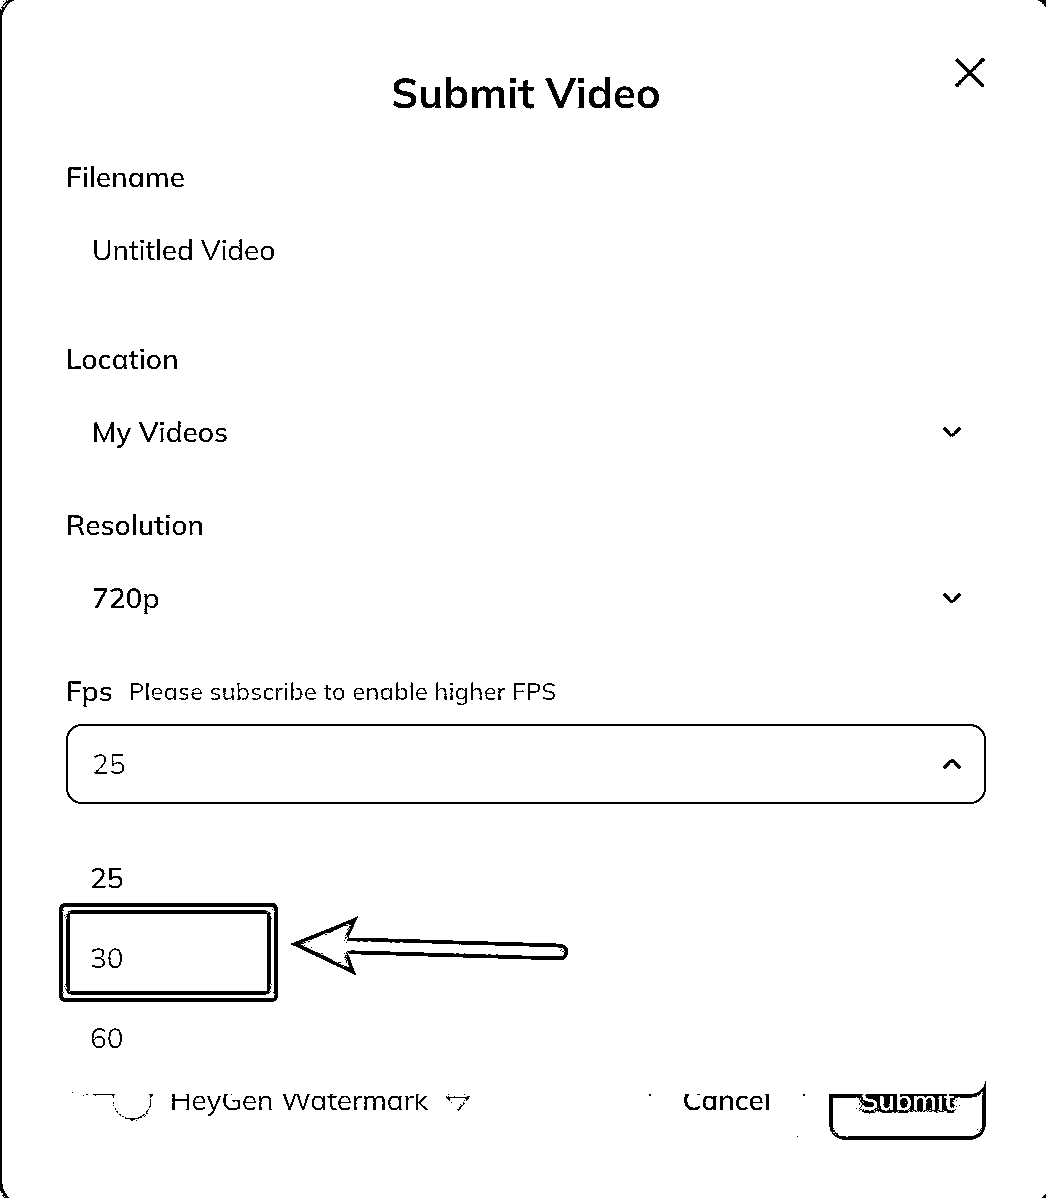 Submit Video
Filename
Untitled Video
Location
My Videos
Resolution
720p
Fps Please subscribe to enable higher FPS
25
25
30
60
HeyGen Watermark Cancel Submit